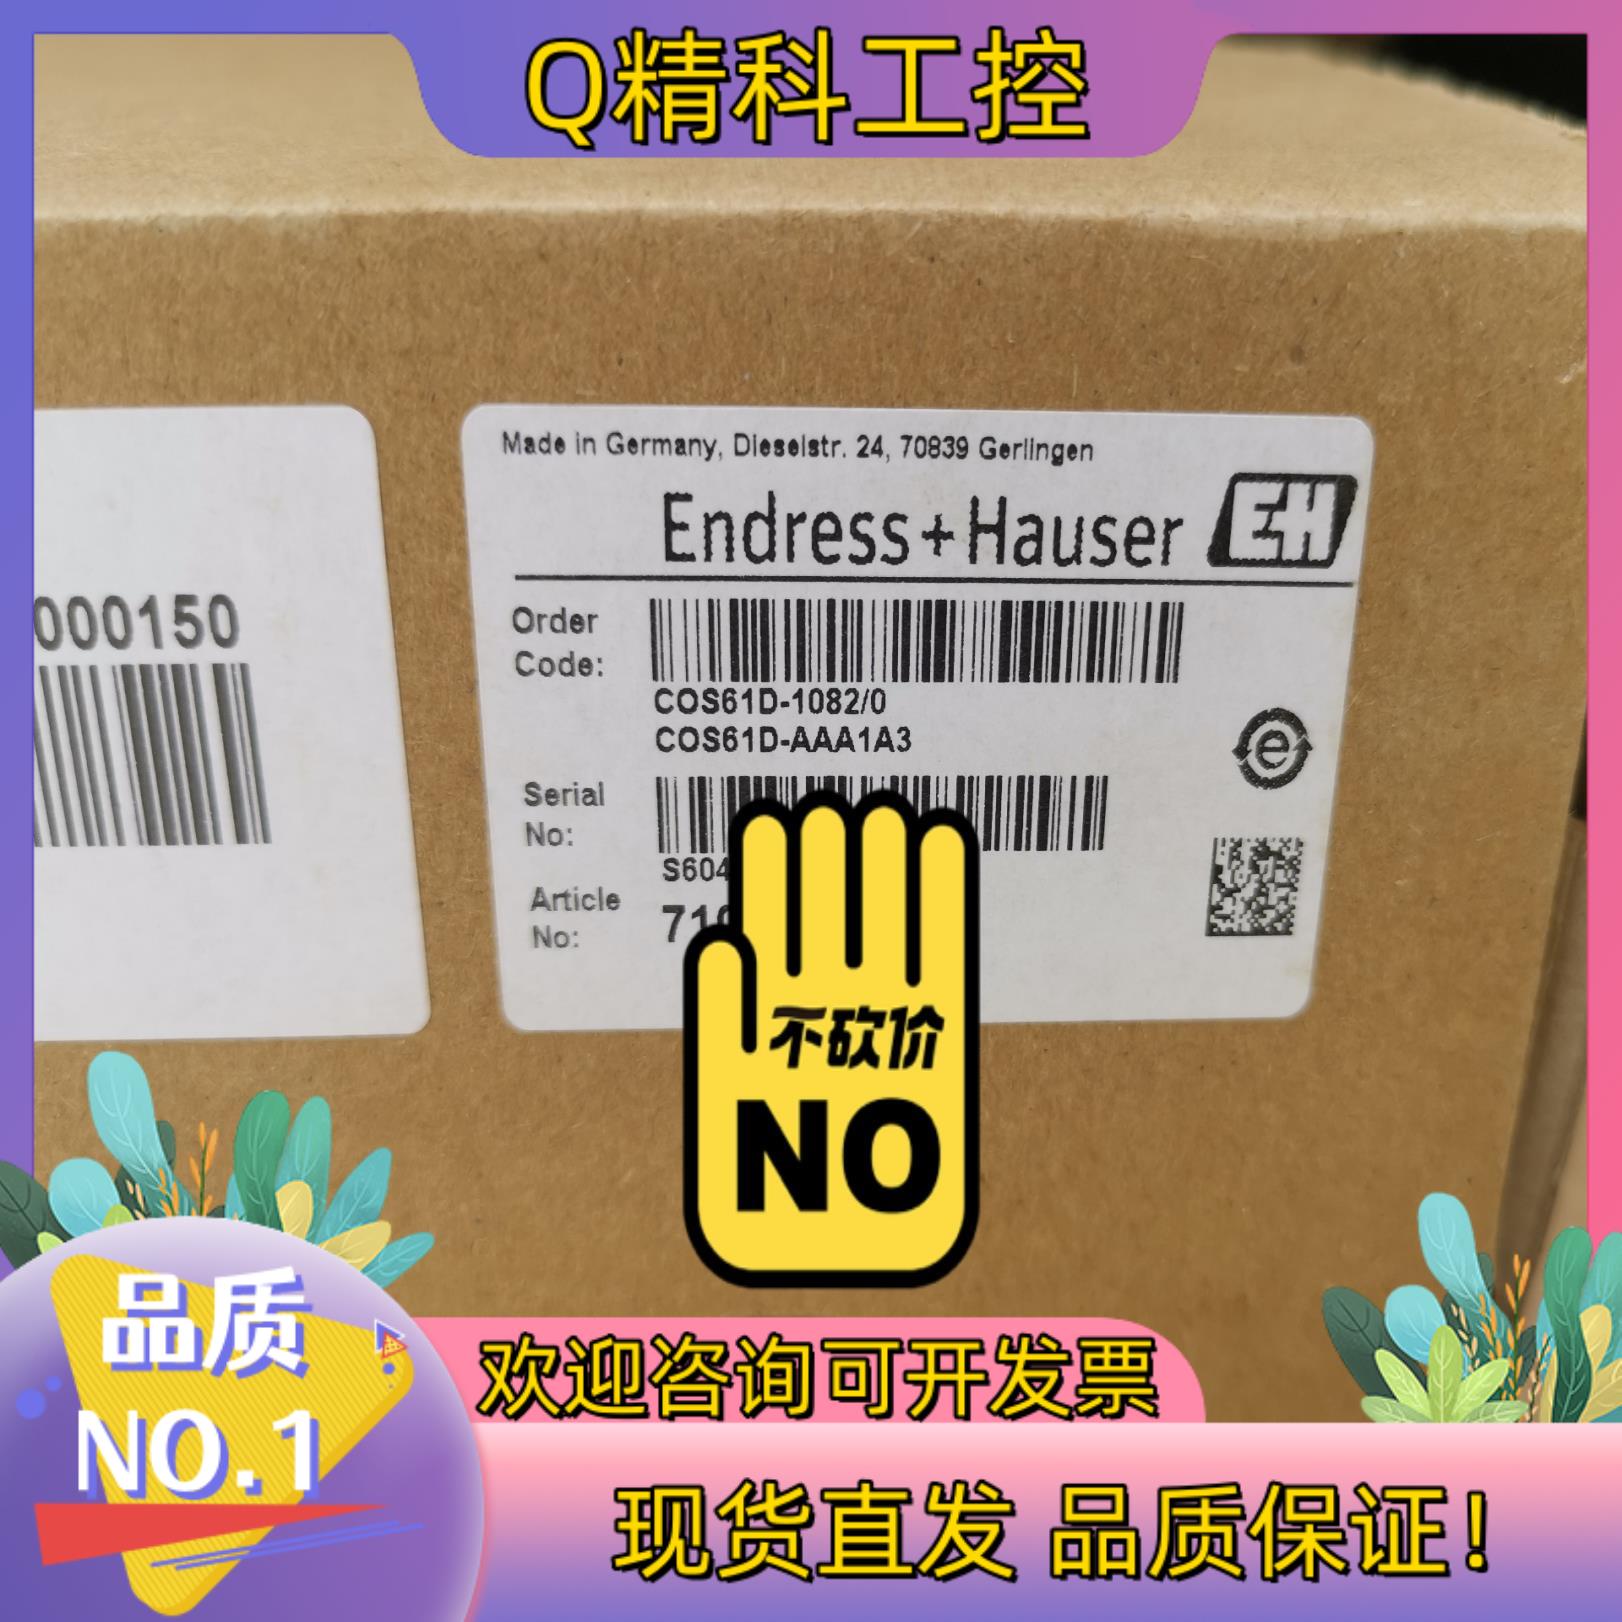 Q精科工控
Made in Germany, Dieselstr. 24, 70839 Gerlingen
Endress+Hauser
EH
000150
Order
Code:
COS61D-1082/0
COS61D-AAA1A3
e
Serial
No:
S604
Article
No:
710
不砍价
NO
品质
NO.1
欢迎咨询可开发票
现货直发 品质保证!